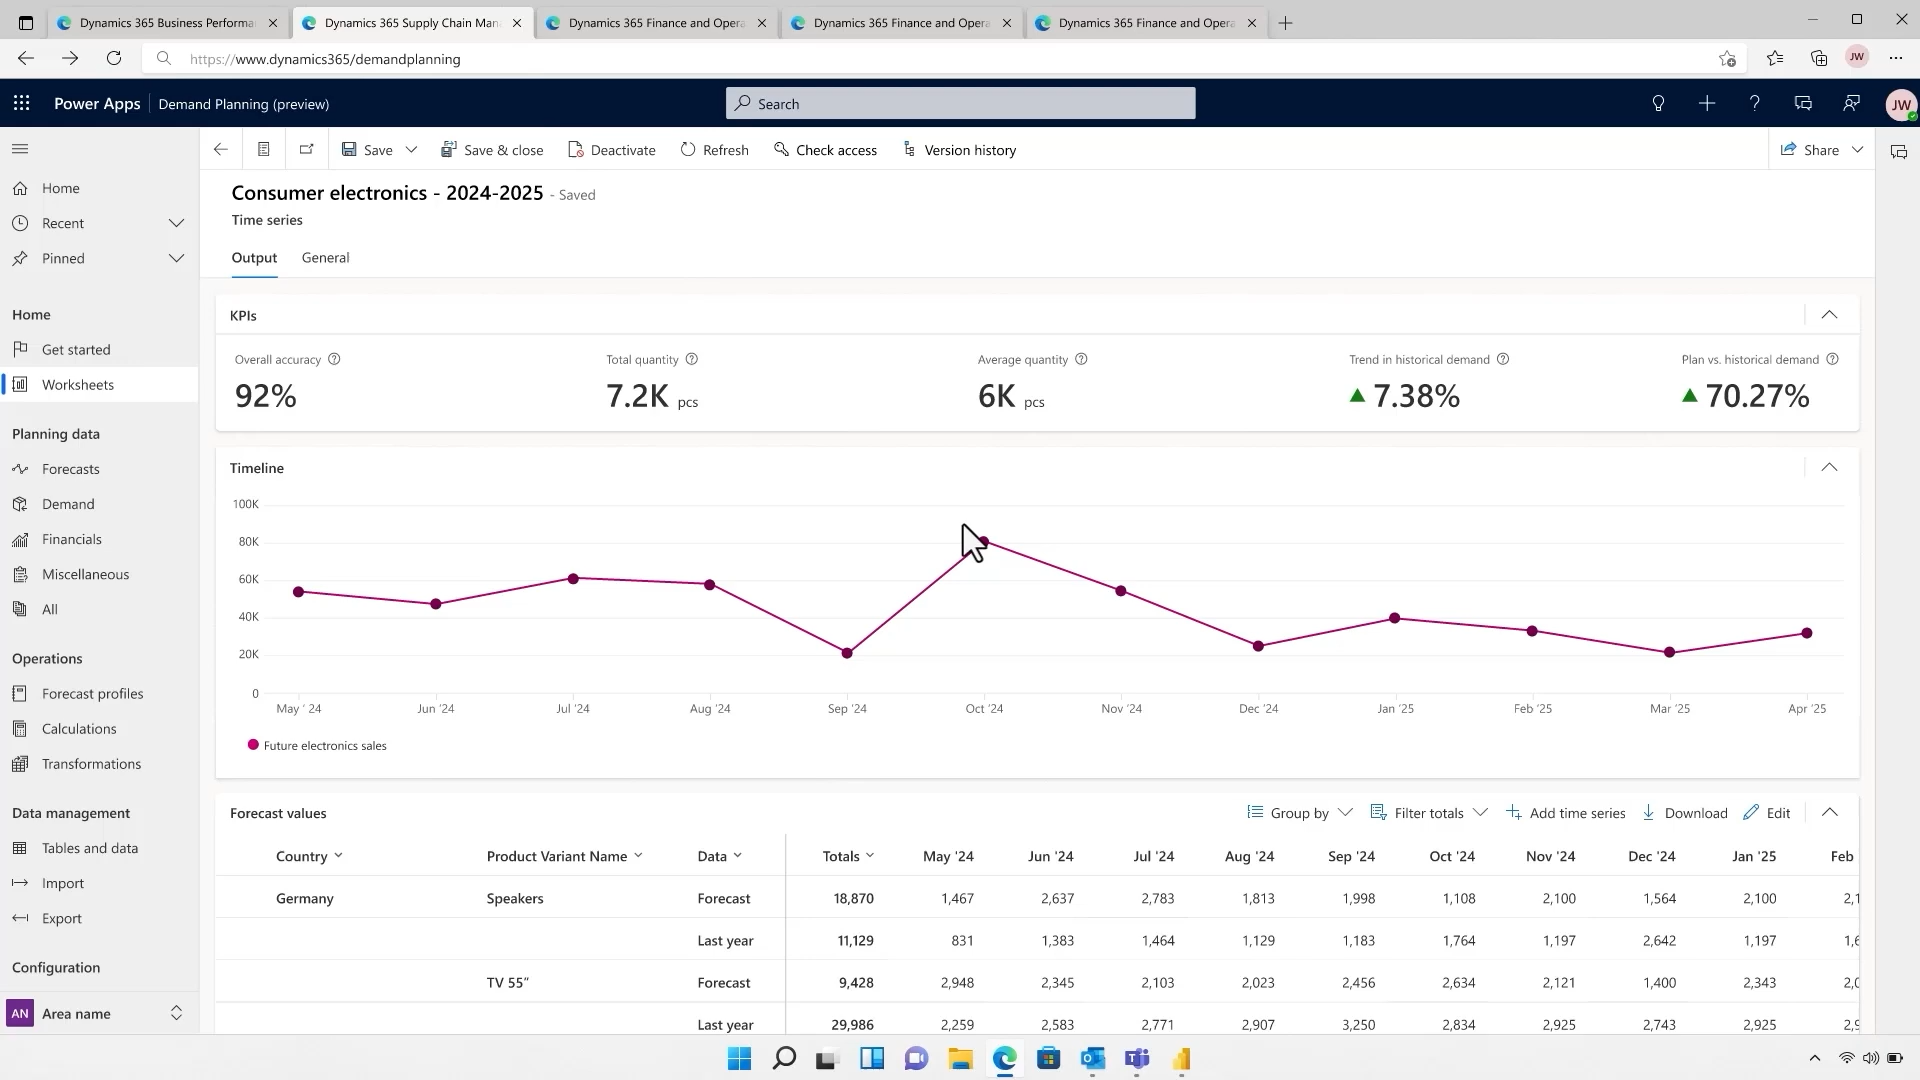 Dynamics 365 Business Performa
Dynamics 365 Supply Chain Man
Dynamics 365 Finance and Opera
Dynamics 365 Finance and Opera
Dynamics 365 Finance and Opera
https://www.dynamics365/demandplanning
JW
Power Apps
Demand Planning (preview)
Search
JW
Save
Save & close
Deactivate
Refresh
Check access
Version history
Share
Home
Recent
Pinned
Home
Get started
Worksheets
Planning data
Forecasts
Demand
Financials
Miscellaneous
All
Operations
Forecast profiles
Calculations
Transformations
Data management
Tables and data
Import
Export
Configuration
AN Area name
Consumer electronics - 2024-2025 - Saved
Time series
Output General
KPIs
Overall accuracy
92%
Total quantity
7.2K pcs
Average quantity
6K pcs
Trend in historical demand
7.38%
Plan vs. historical demand
70.27%
Timeline
100K
80K
60K
40K
20K
0
May ' 24 Jun '24 Jul '24 Aug '24 Sep '24 Oct '24 Nov '24 Dec '24 Jan '25 Feb '25 Mar '25 Apr '25
Future electronics sales
Forecast values
Group by
Filter totals
Add time series
Download
Edit
Country Product Variant Name Data Totals May '24 Jun '24 Jul '24 Aug '24 Sep '24 Oct '24 Nov '24 Dec '24 Jan '25 Feb
Germany Speakers Forecast 18,870 1,467 2,637 2,783 1,813 1,998 1,108 2,100 1,564 2,100 2,1
Last year 11,129 831 1,383 1,464 1,129 1,183 1,764 1,197 2,642 1,197 1,6
TV 55" Forecast 9,428 2,948 2,345 2,103 2,023 2,456 2,634 2,121 1,400 2,343 2,0
Last year 29,986 2,259 2,583 2,771 2,907 3,250 2,834 2,925 2,743 2,925 2,9